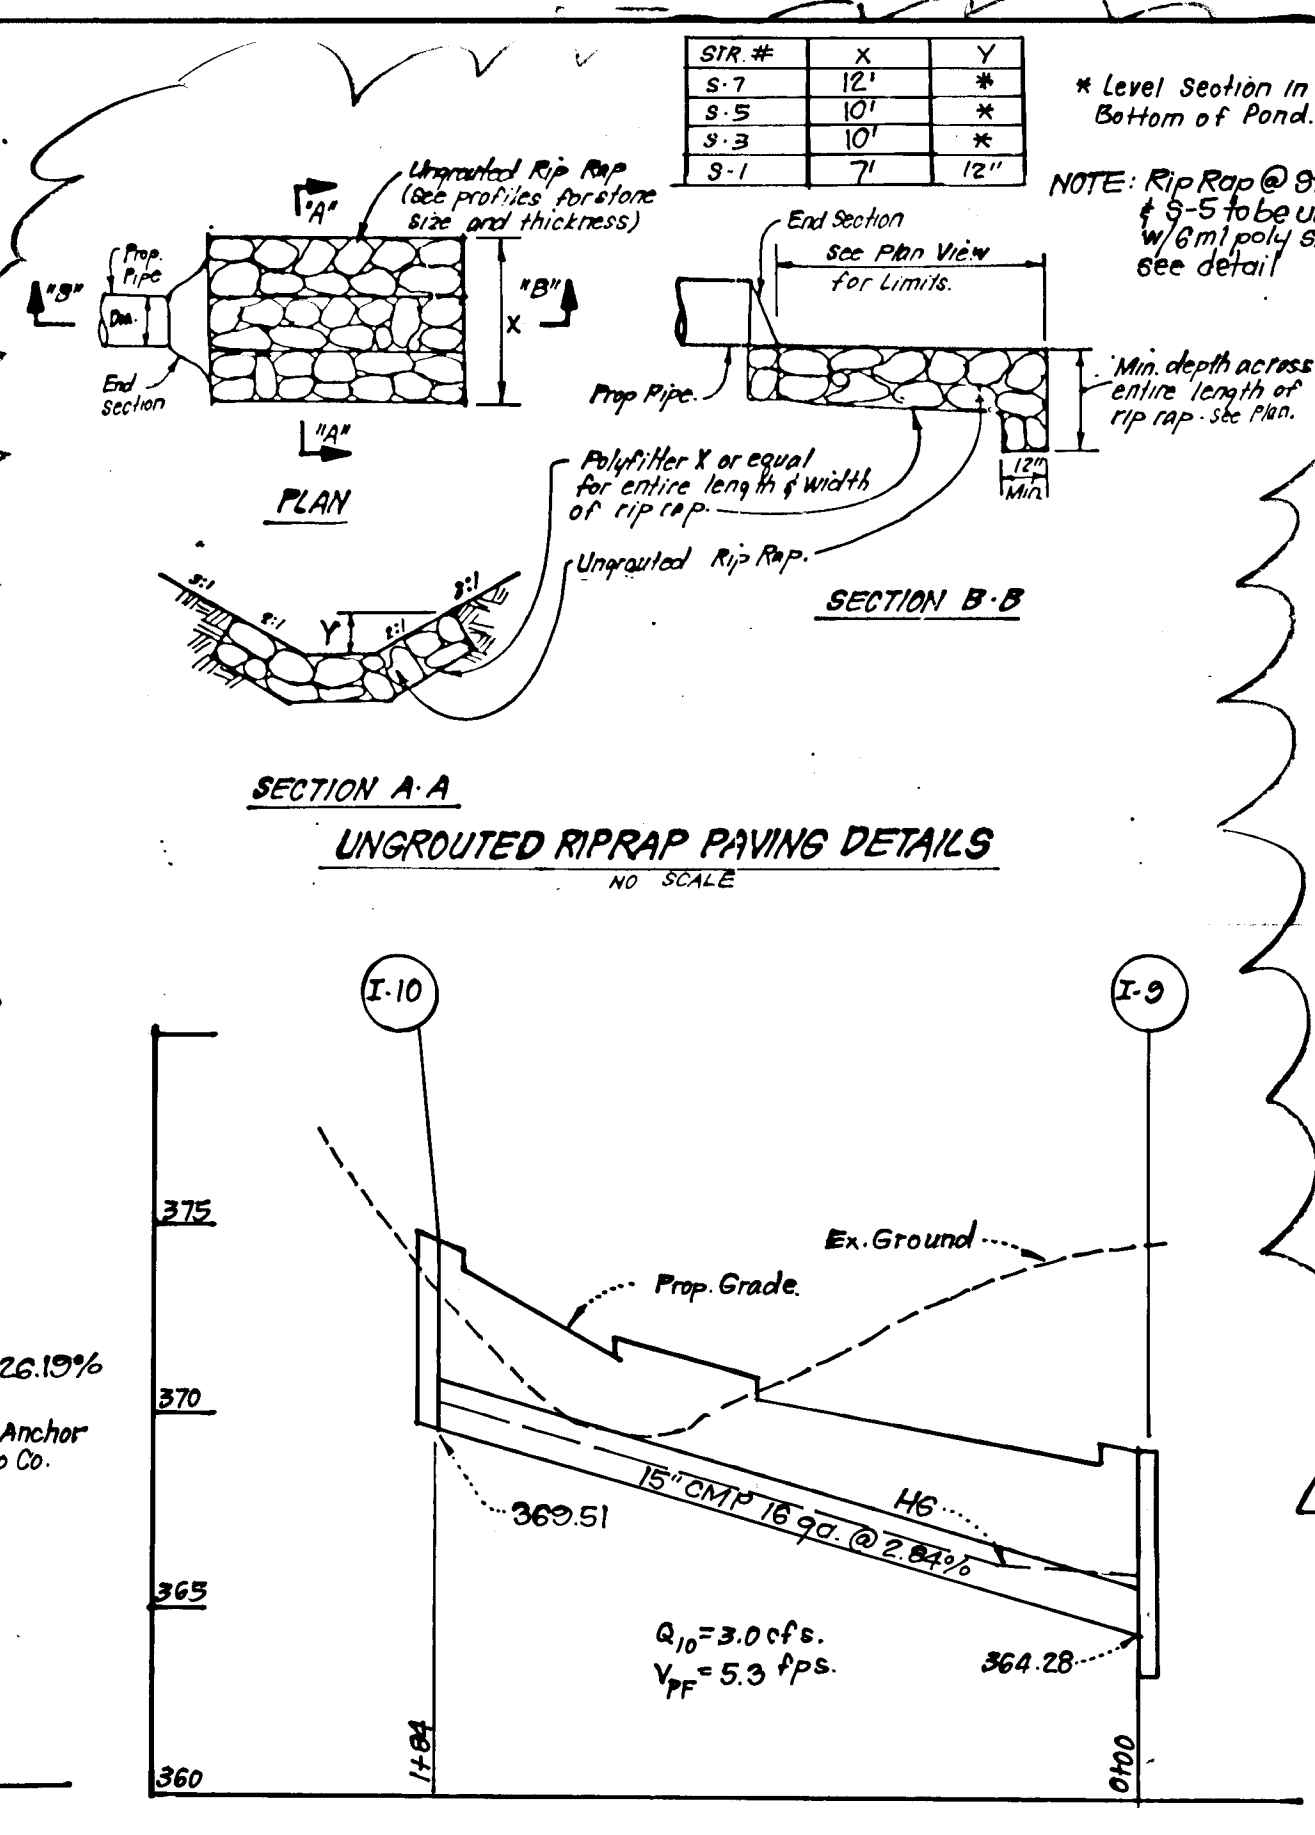 STR. # X Y
S-7 12' *
S-5 10' *
S-3 10' *
S-1 7' 12"
* Level Section in
Bottom of Pond.
NOTE: Rip Rap @
& S-5 to be
w/ 6 ml poly
see detail
Ungrouted Rip Rap
(See profiles for stone
size and thickness)
"A"
Prop.
Pipe
"B"
Dia.
"B"
X
End
Section
"A"
PLAN
End Section
See Plan View
for Limits.
Prop Pipe.
Min. depth across
entire length of
rip rap - See Plan.
12"
Min.
Polyfilter X or equal
for entire length & width
of rip rap.
Ungrouted Rip Rap.
SECTION B-B
2:1
Y
2:1
SECTION A-A
UNGROUTED RIPRAP PAVING DETAILS
NO SCALE
I-10
I-9
375
Ex. Ground
Prop. Grade.
26.19%
370
Anchor
Co.
369.51
15" CMP 16 ga. @ 2.84%
HG
365
Q10 = 3.0 cfs.
VPF = 5.3 fps.
364.28
1+84
0+00
360